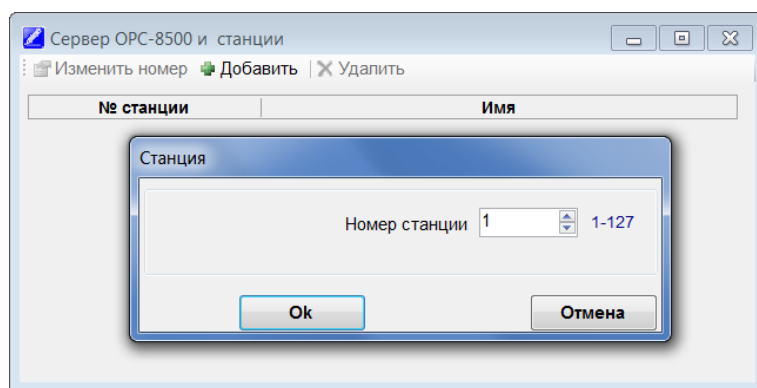 Сервер OPC-8500 и станции
Изменить номер Добавить Удалить
№ станции Имя
Станция
Номер станции 1 1-127
Ok Отмена